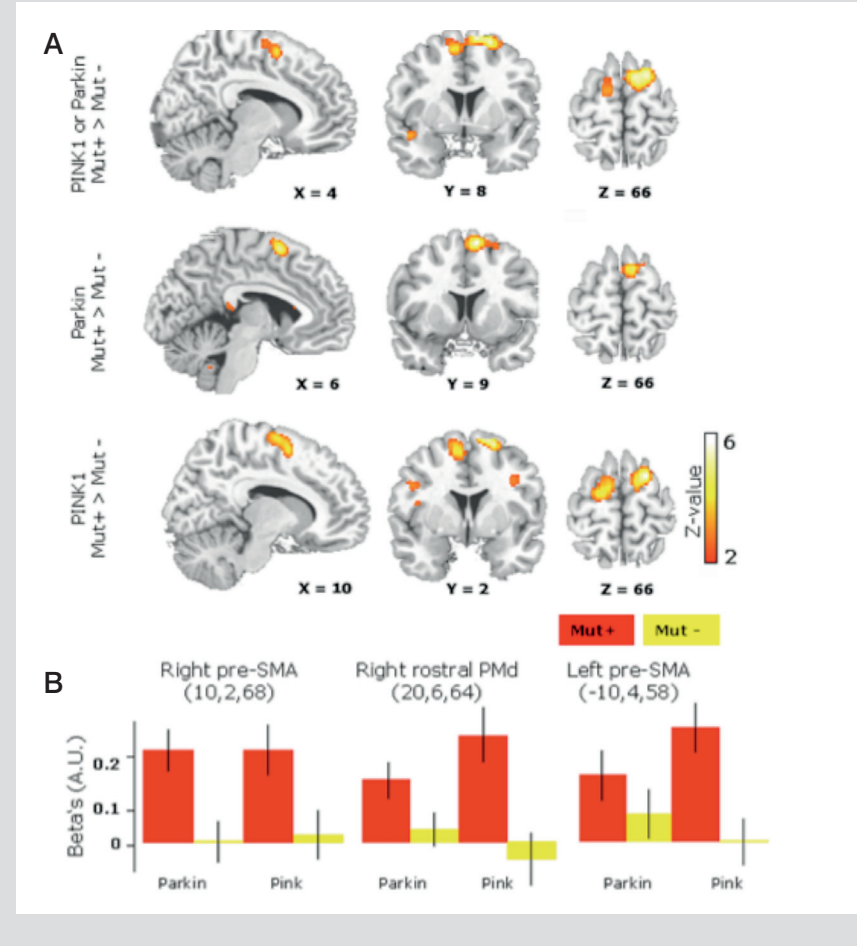 A
PINK1 or Parkin
Mut+ > Mut -
X = 4
Y = 8
Z = 66
Parkin
Mut+ > Mut -
X = 6
Y = 9
Z = 66
PINK1
Mut+ > Mut -
X = 10
Y = 2
Z = 66
Z-value
6
2
Mut+
Mut -
B
Right pre-SMA
(10,2,68)
Right rostral PMd
(20,6,64)
Left pre-SMA
(-10,4,58)
Beta's (A.U.)
0.2
0.1
0
Parkin
Pink
Parkin
Pink
Parkin
Pink